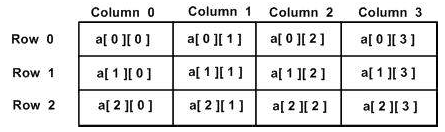 Column 0 Column 1 Column 2 Column 3
Row 0 a[ 0 ][ 0 ] a[ 0 ][ 1 ] a[ 0 ][ 2 ] a[ 0 ][ 3 ]
Row 1 a[ 1 ][ 0 ] a[ 1 ][ 1 ] a[ 1 ][ 2 ] a[ 1 ][ 3 ]
Row 2 a[ 2 ][ 0 ] a[ 2 ][ 1 ] a[ 2 ][ 2 ] a[ 2 ][ 3 ]